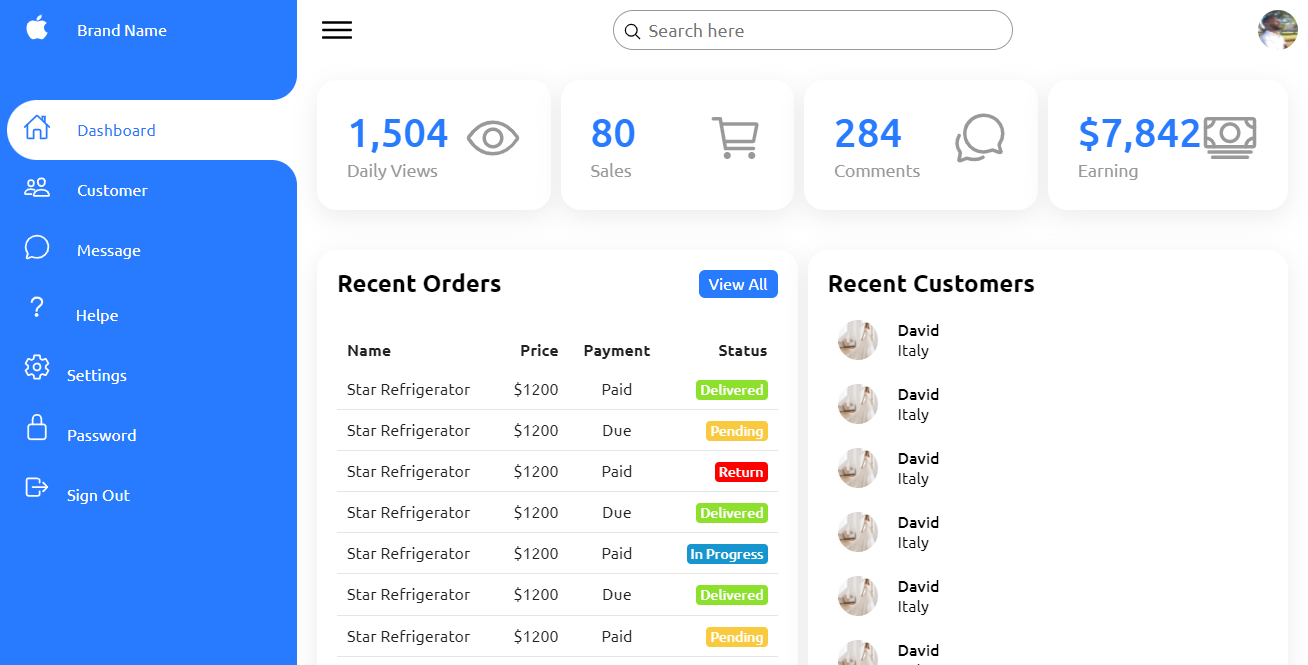 Brand Name
Search here
Dashboard
Customer
Message
Helpe
Settings
Password
Sign Out
1,504
Daily Views
80
Sales
284
Comments
$7,842
Earning
Recent Orders
View All
Name Price Payment Status
Star Refrigerator $1200 Paid Delivered
Star Refrigerator $1200 Due Pending
Star Refrigerator $1200 Paid Return
Star Refrigerator $1200 Due Delivered
Star Refrigerator $1200 Paid In Progress
Star Refrigerator $1200 Due Delivered
Star Refrigerator $1200 Paid Pending
Recent Customers
David
Italy
David
Italy
David
Italy
David
Italy
David
Italy
David